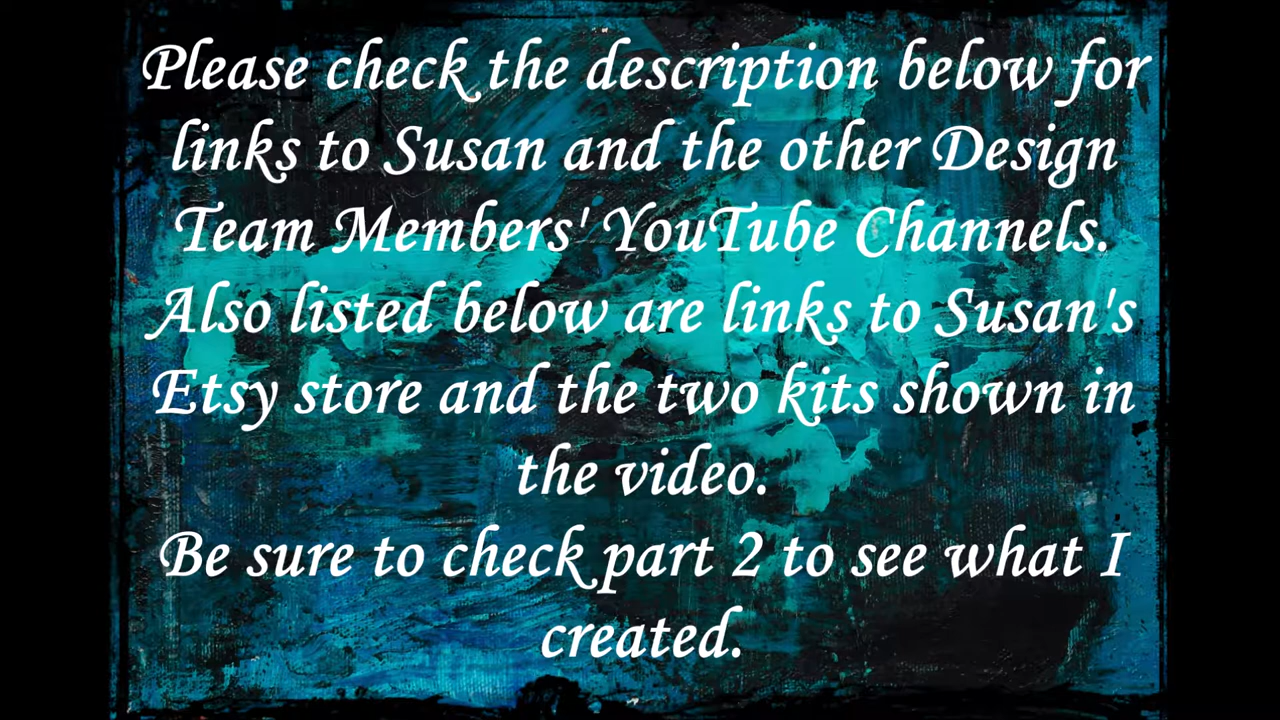 Please check the description below for
links to Susan and the other Design
Team Members' YouTube Channels.
Also listed below are links to Susan's
Etsy store and the two kits shown in
the video.
Be sure to check part 2 to see what I
created.